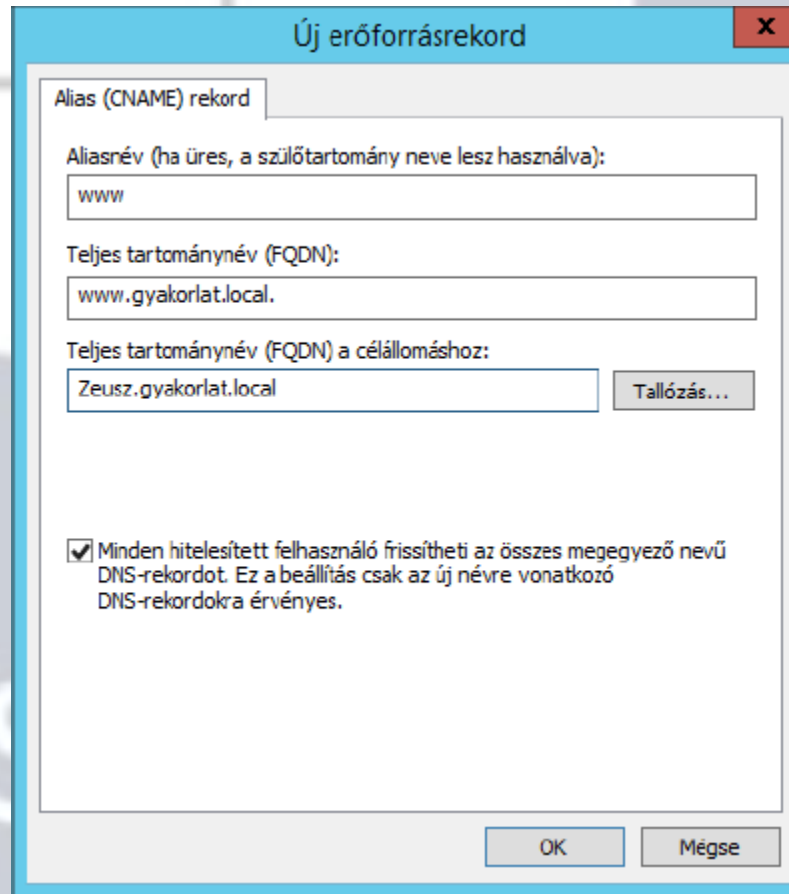 Új erőforrásrekord
x
Alias (CNAME) rekord
Aliasnév (ha üres, a szülőtartomány neve lesz használva):
www
Teljes tartománynév (FQDN):
www.gyakorlat.local.
Teljes tartománynév (FQDN) a célállomáshoz:
Zeusz.gyakorlat.local
Tallózás...
Minden hitelesített felhasználó frissítheti az összes megegyező nevű
DNS-rekordot. Ez a beállítás csak az új névre vonatkozó
DNS-rekordokra érvényes.
OK
Mégse